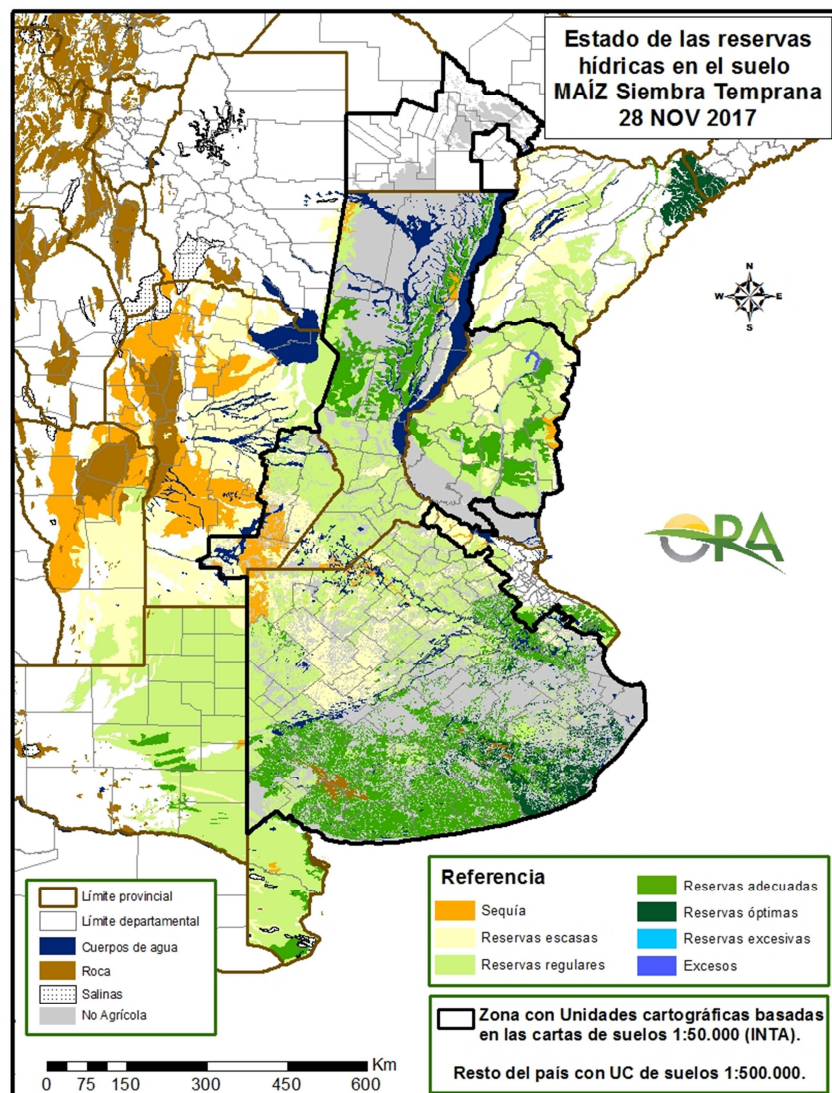 Estado de las reservas
hídricas en el suelo
MAÍZ Siembra Temprana
28 NOV 2017
N
W E
S
OPA
Referencia
Sequía
Reservas escasas
Reservas regulares
Reservas adecuadas
Reservas óptimas
Reservas excesivas
Excesos
Límite provincial
Límite departamental
Cuerpos de agua
Roca
Salinas
No Agrícola
Zona con Unidades cartográficas basadas
en las cartas de suelos 1:50.000 (INTA).
Resto del país con UC de suelos 1:500.000.
Km
0 75 150 300 450 600